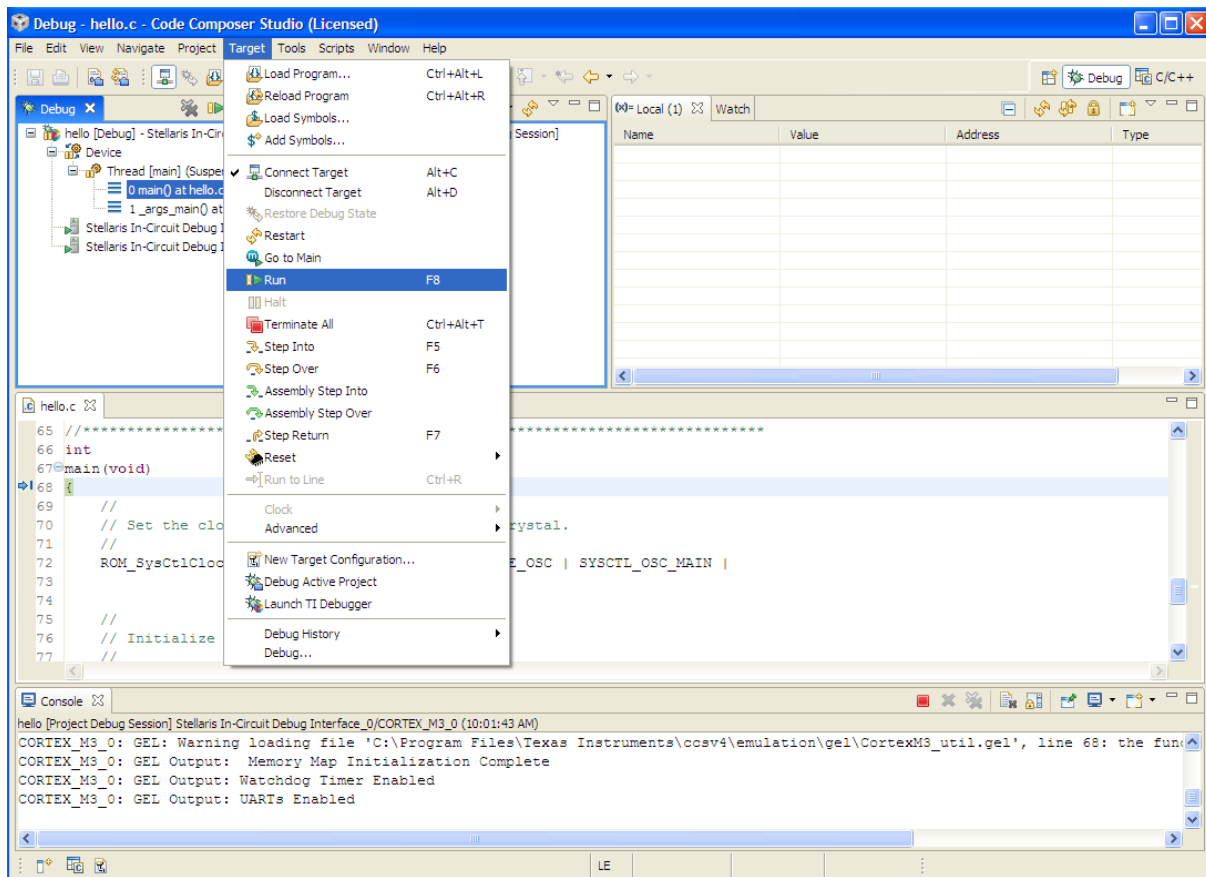 Debug - hello.c - Code Composer Studio (Licensed)
File Edit View Navigate Project Target Tools Scripts Window Help
Debug C/C++
Debug
hello [Debug] - Stellaris In-Cir
Session]
Device
Thread [main] (Suspe
0 main() at hello.c
1 _args_main() at
Stellaris In-Circuit Debug I
Stellaris In-Circuit Debug I
Load Program... Ctrl+Alt+L
Reload Program Ctrl+Alt+R
Load Symbols...
Add Symbols...
Connect Target Alt+C
Disconnect Target Alt+D
Restore Debug State
Restart
Go to Main
Run F8
Halt
Terminate All Ctrl+Alt+T
Step Into F5
Step Over F6
Assembly Step Into
Assembly Step Over
Step Return F7
Reset
Run to Line Ctrl+R
Clock
Advanced
New Target Configuration...
Debug Active Project
Launch TI Debugger
Debug History
Debug...
(x)= Local (1) Watch
Name Value Address Type
hello.c
65 //**************** *****************************
66 int
67 main(void)
68 {
69 //
70 // Set the clo rystal.
71 //
72 ROM_SysCtlCloc E_OSC | SYSCTL_OSC_MAIN |
73
74
75 //
76 // Initialize
77 //
Console
hello [Project Debug Session] Stellaris In-Circuit Debug Interface_0/CORTEX_M3_0 (10:01:43 AM)
CORTEX_M3_0: GEL: Warning loading file 'C:\Program Files\Texas Instruments\ccsv4\emulation\gel\CortexM3_util.gel', line 68: the func
CORTEX_M3_0: GEL Output: Memory Map Initialization Complete
CORTEX_M3_0: GEL Output: Watchdog Timer Enabled
CORTEX_M3_0: GEL Output: UARTs Enabled
LE